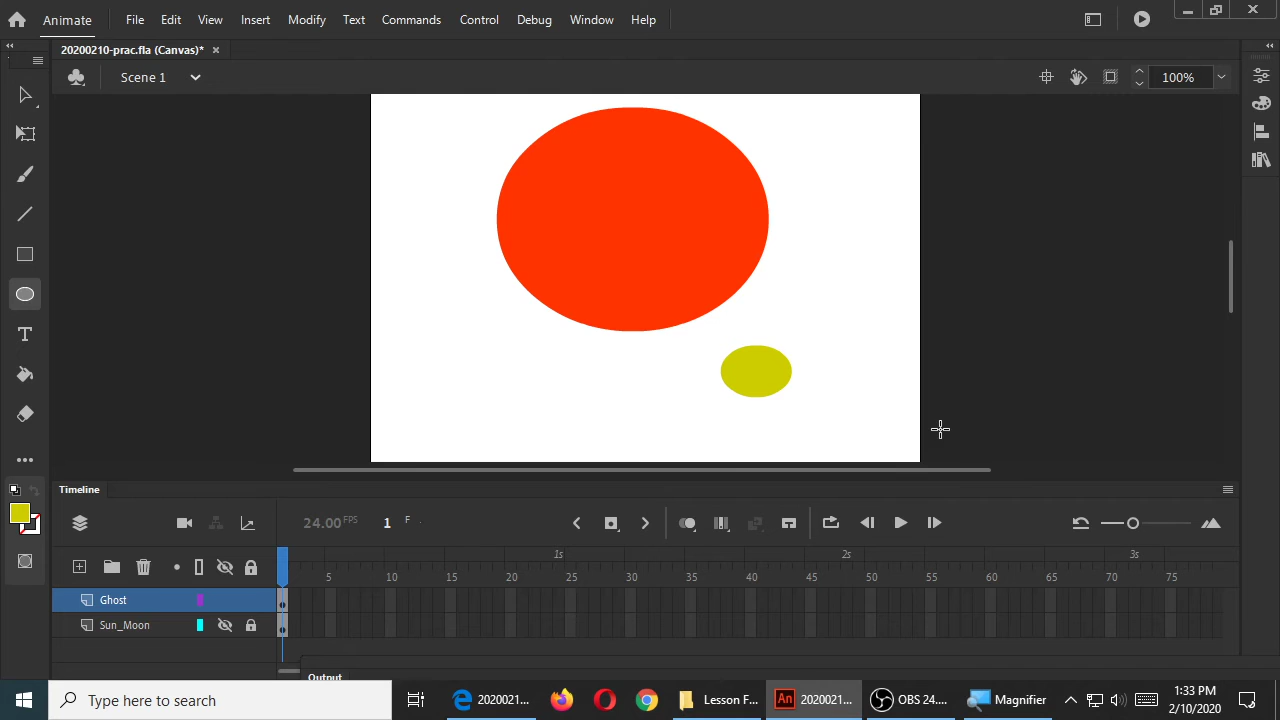 Animate File Edit View Insert Modify Text Commands Control Debug Window Help
20200210-prac.fla (Canvas)* ×
Scene 1 100%
T
Timeline
24.00 FPS 1 F
1s 2s 3s
5 10 15 20 25 30 35 40 45 50 55 60 65 70 75
Ghost
Sun_Moon
Output
Type here to search 2020021... Lesson F... An 2020021... OBS 24.... Magnifier 1:33 PM
2/10/2020